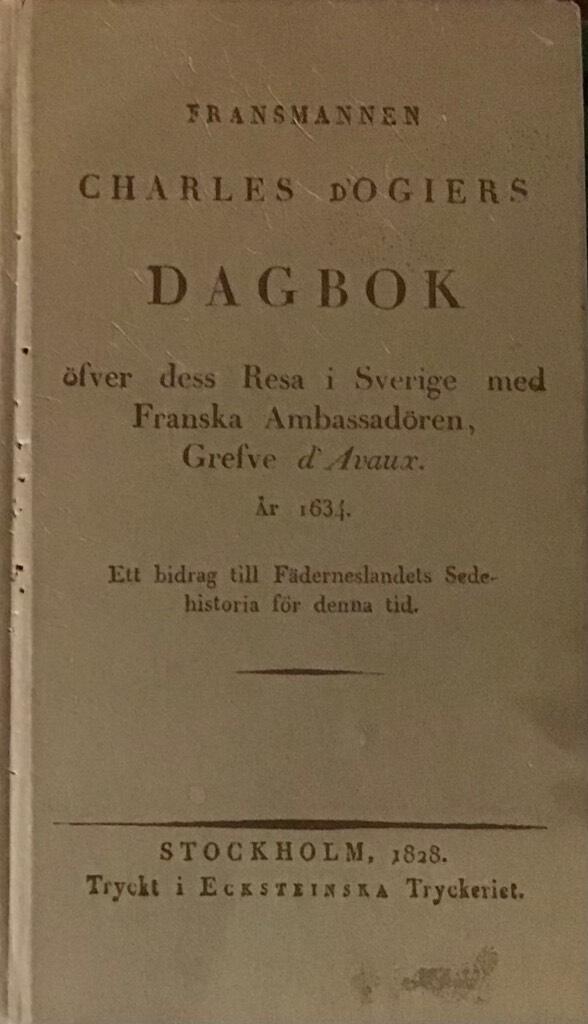 FRANSMANNEN
CHARLES D'OGIERS
DAGBOK
öfver dess Resa i Sverige med
Franska Ambassadören,
Grefve d'Avaux.
År 1634.
Ett bidrag till Fäderneslandets Sede-
historia för denna tid.
STOCKHOLM, 1828.
Tryckt i ECKSTEINSKA Tryckeriet.